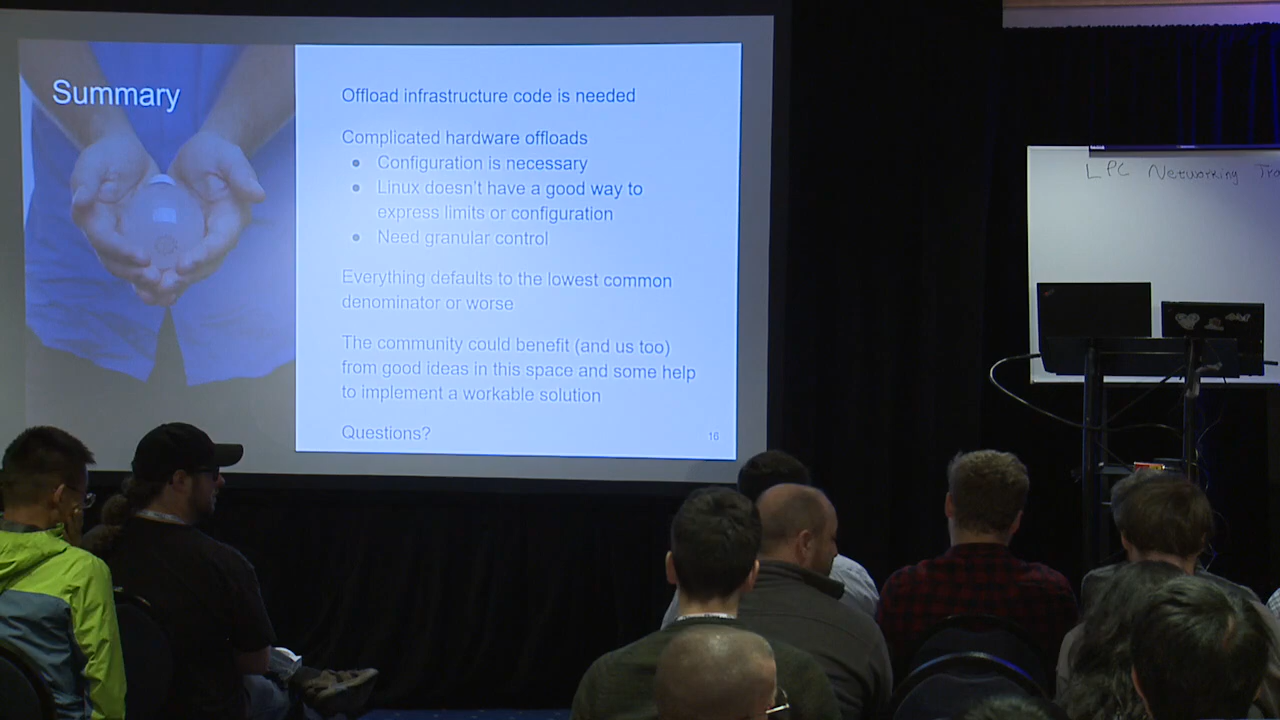 Summary
Offload infrastructure code is needed
Complicated hardware offloads
● Configuration is necessary
● Linux doesn't have a good way to
express limits or configuration
● Need granular control
Everything defaults to the lowest common
denominator or worse
The community could benefit (and us too)
from good ideas in this space and some help
to implement a workable solution
Questions?
16
LPC Networking Tra